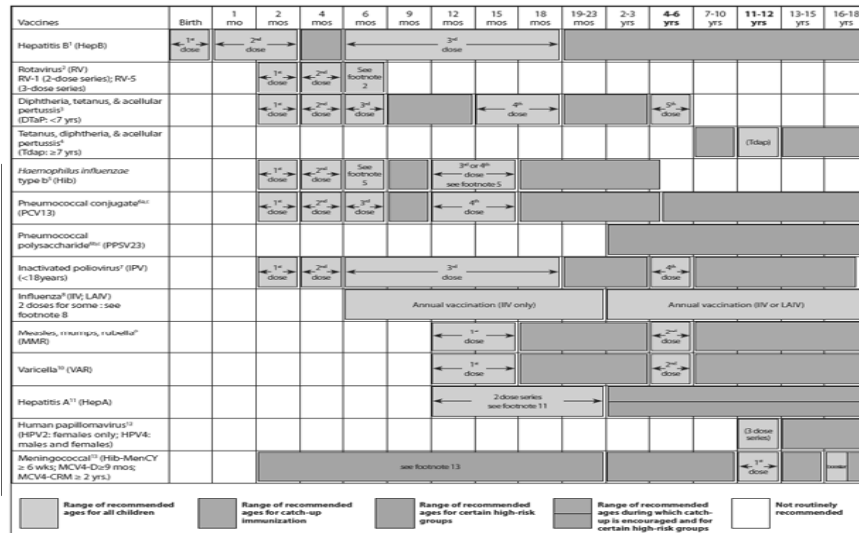 Vaccines Birth 1 mo 2 mos 4 mos 6 mos 9 mos 12 mos 15 mos 18 mos 19-23 mos 2-3 yrs 4-6 yrs 7-10 yrs 11-12 yrs 13-15 yrs 16-18 yrs
Hepatitis B¹ (HepB) 1st dose 2nd dose 3rd dose
Rotavirus² (RV)
RV-1 (2-dose series); RV-5
(3-dose series)
1st dose 2nd dose See footnote 2
Diphtheria, tetanus, & acellular
pertussis³
(DTaP: <7 yrs)
1st dose 2nd dose 3rd dose 4th dose 5th dose
Tetanus, diphtheria, & acellular
pertussis⁴
(Tdap: ≥7 yrs)
(Tdap)
Haemophilus influenzae
type b⁵ (Hib)
1st dose 2nd dose See footnote 5 3rd or 4th dose see footnote 5
Pneumococcal conjugate
(PCV13)
1st dose 2nd dose 3rd dose 4th dose
Pneumococcal
polysaccharide (PPSV23)
Inactivated poliovirus⁷ (IPV)
(<18years)
1st dose 2nd dose 3rd dose 4th dose
Influenza⁸ (IIV; LAIV)
2 doses for some : see
footnote 8
Annual vaccination (IIV only) Annual vaccination (IIV or LAIV)
Measles, mumps, rubella⁹
(MMR)
1st dose 2nd dose
Varicella¹⁰ (VAR) 1st dose 2nd dose
Hepatitis A¹¹ (HepA) 2 dose series see footnote 11
Human papillomavirus¹²
(HPV2: females only; HPV4:
males and females)
(3 dose series)
Meningococcal¹³ (Hib-MenCY
≥ 6 wks; MCV4-D≥9 mos;
MCV4-CRM ≥ 2 yrs.)
see footnote 13 1st dose
Range of recommended
ages for all children
Range of recommended
ages for catch-up
immunization
Range of recommended
ages for certain high-risk
groups
Range of recommended
ages during which catch-
up is encouraged and for
certain high-risk groups
Not routinely
recommended